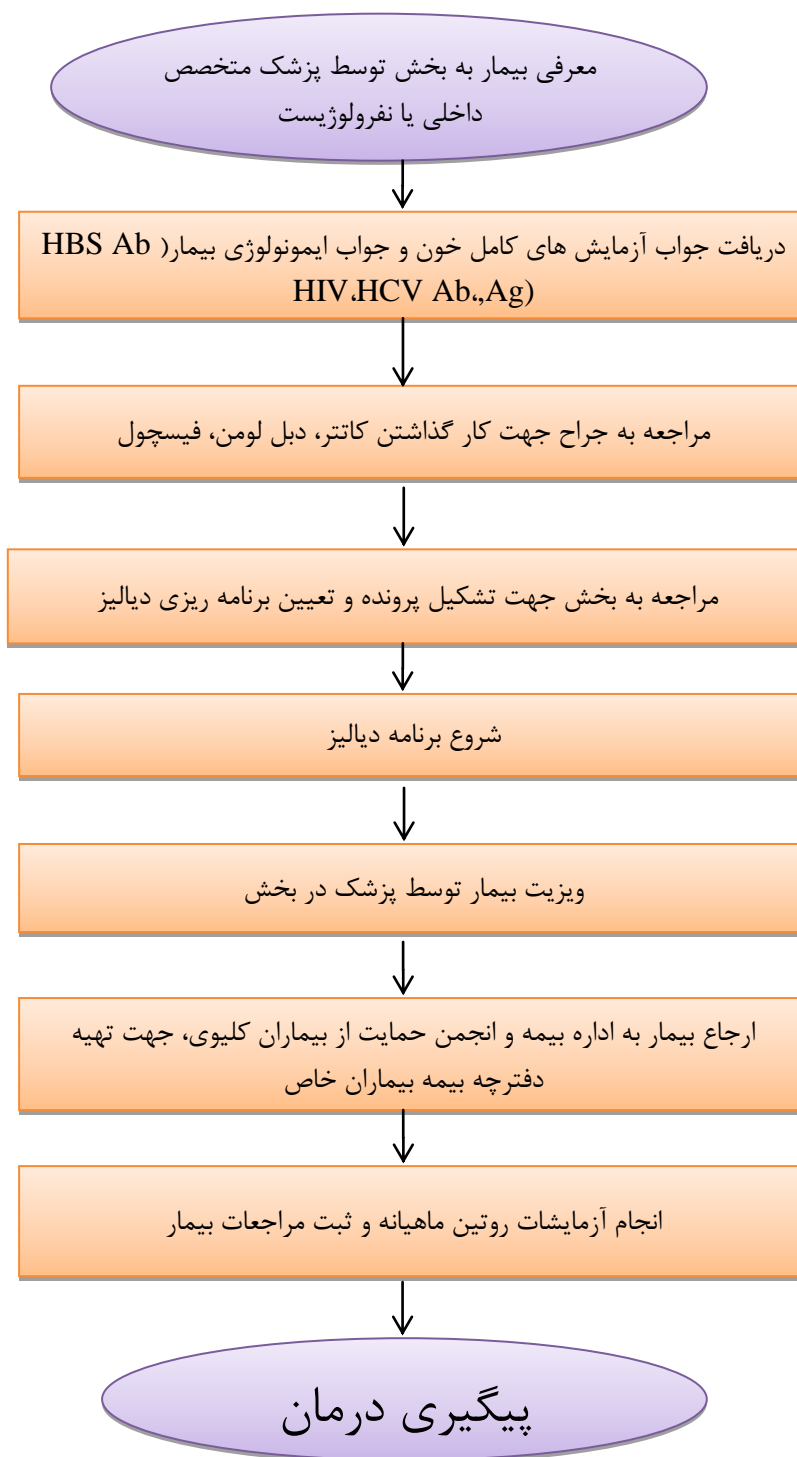 معرفی بیمار به بخش توسط پزشک متخصص
داخلی یا نفرولوژیست
دریافت جواب آزمایش های کامل خون و جواب ایمونولوژی بیمار( HBS Ab
HIV،HCV Ab،,Ag)
مراجعه به جراح جهت کار گذاشتن کاتتر، دبل لومن، فیسچول
مراجعه به بخش جهت تشکیل پرونده و تعیین برنامه ریزی دیالیز
شروع برنامه دیالیز
ویزیت بیمار توسط پزشک در بخش
ارجاع بیمار به اداره بیمه و انجمن حمایت از بیماران کلیوی، جهت تهیه
دفترچه بیمه بیماران خاص
انجام آزمایشات روتین ماهیانه و ثبت مراجعات بیمار
پیگیری درمان